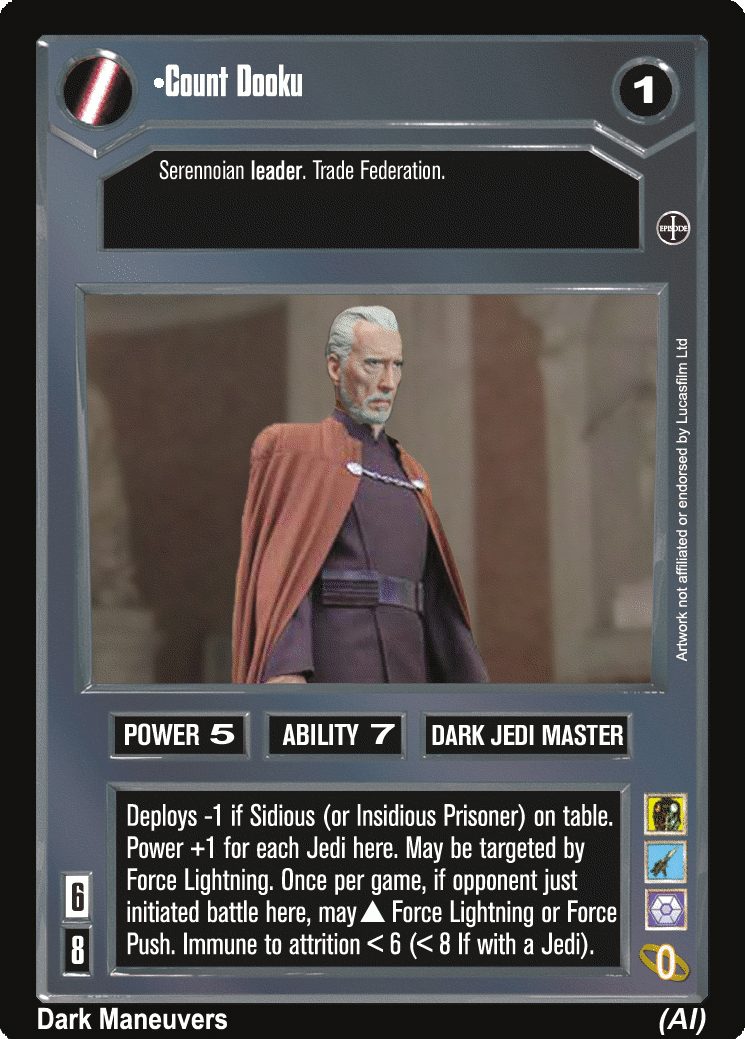 •Count Dooku
1
Serennoian leader. Trade Federation.
EPISODE I
Artwork not affiliated or endorsed by Lucasfilm Ltd
POWER 5
ABILITY 7
DARK JEDI MASTER
Deploys -1 if Sidious (or Insidious Prisoner) on table.
Power +1 for each Jedi here. May be targeted by
Force Lightning. Once per game, if opponent just
initiated battle here, may ▲ Force Lightning or Force
Push. Immune to attrition < 6 (< 8 If with a Jedi).
6
8
0
Dark Maneuvers
(AI)